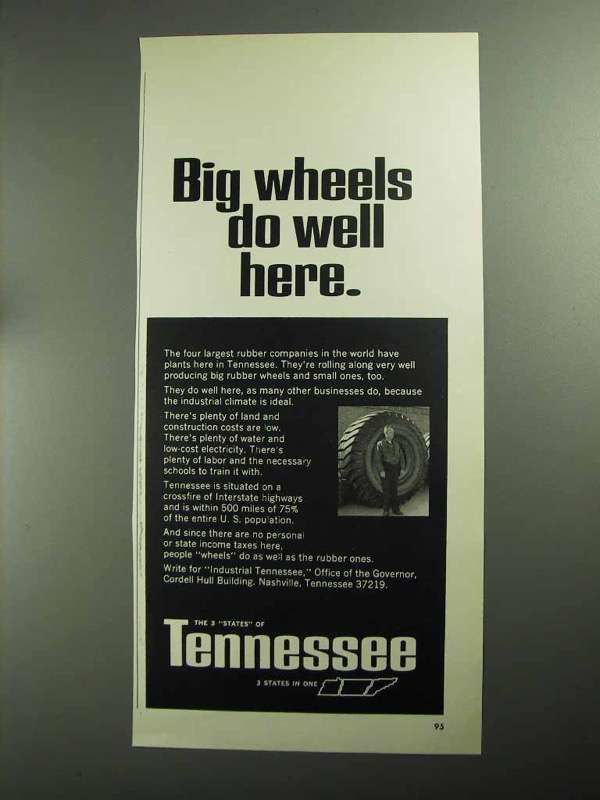 Big wheels
do well
here.
The four largest rubber companies in the world have
plants here in Tennessee. They're rolling along very well
producing big rubber wheels and small ones, too.
They do well here, as many other businesses do, because
the industrial climate is ideal.
There's plenty of land and
construction costs are low.
There's plenty of water and
low-cost electricity. There's
plenty of labor and the necessary
schools to train it with.
Tennessee is situated on a
crossfire of Interstate highways
and is within 500 miles of 75%
of the entire U. S. population.
And since there are no personal
or state income taxes here,
people "wheels" do as well as the rubber ones.
Write for "Industrial Tennessee," Office of the Governor,
Cordell Hull Building, Nashville, Tennessee 37219.
THE 3 "STATES" OF
Tennessee
3 STATES IN ONE
95